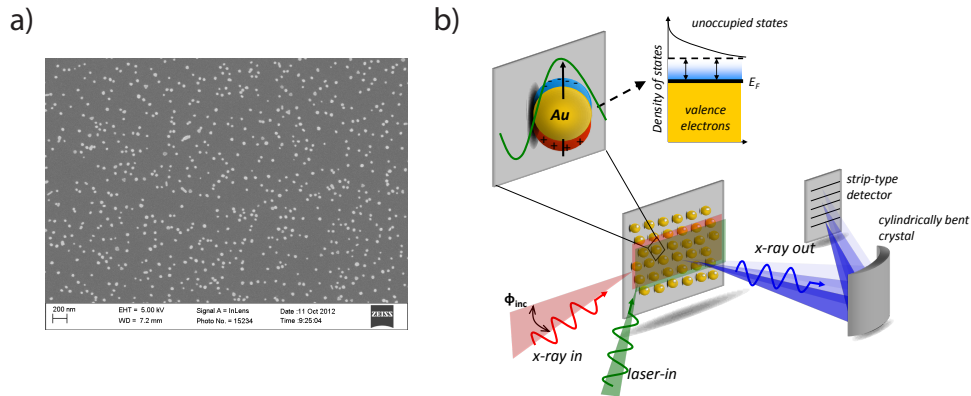 a)
200 nm
EHT = 5.00 kV
WD = 7.2 mm
Signal A = InLens
Photo No. = 15234
Date :11 Oct 2012
Time :9:25:04
ZEISS
b)
unoccupied states
Density of states
E_F
valence
electrons
Au
- - - -
+ + + + + +
strip-type
detector
cylindrically bent
crystal
x-ray out
Φinc
x-ray in
laser-in